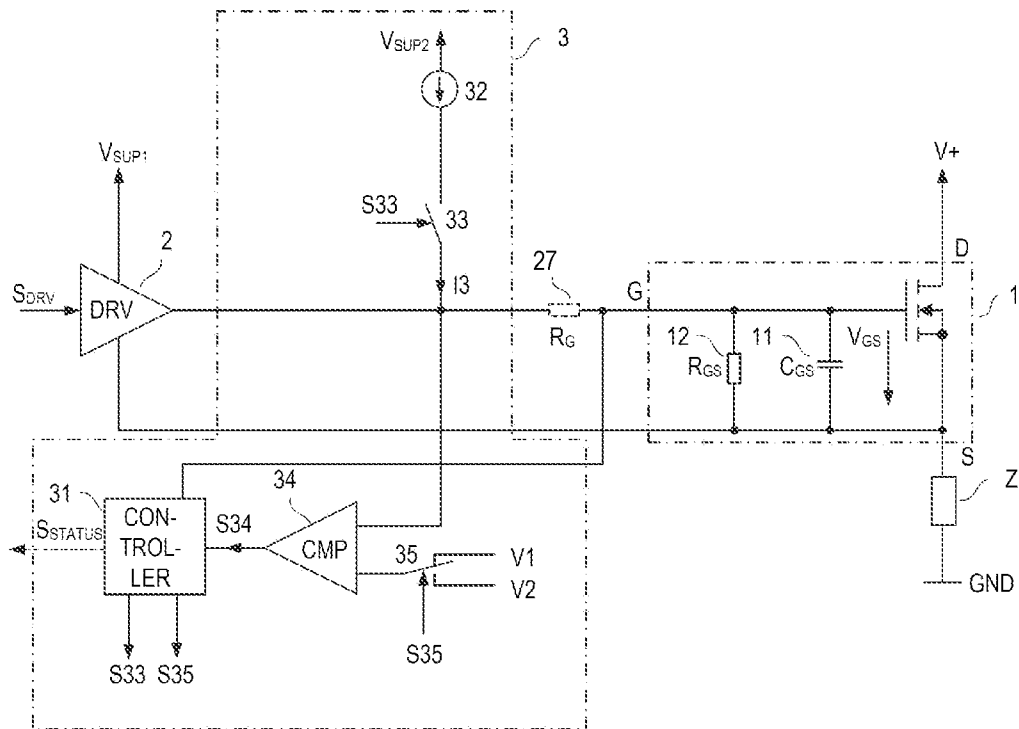 VSUP2
3
32
VSUP1
V+
S33
33
2
D
SDRV
DRV
I3
27
G
1
RG
12
RGS
11
CGS
VGS
S
34
31
Z
SSTATUS
CON-
TROL-
LER
S34
CMP
35
V1
V2
GND
S33
S35
S35